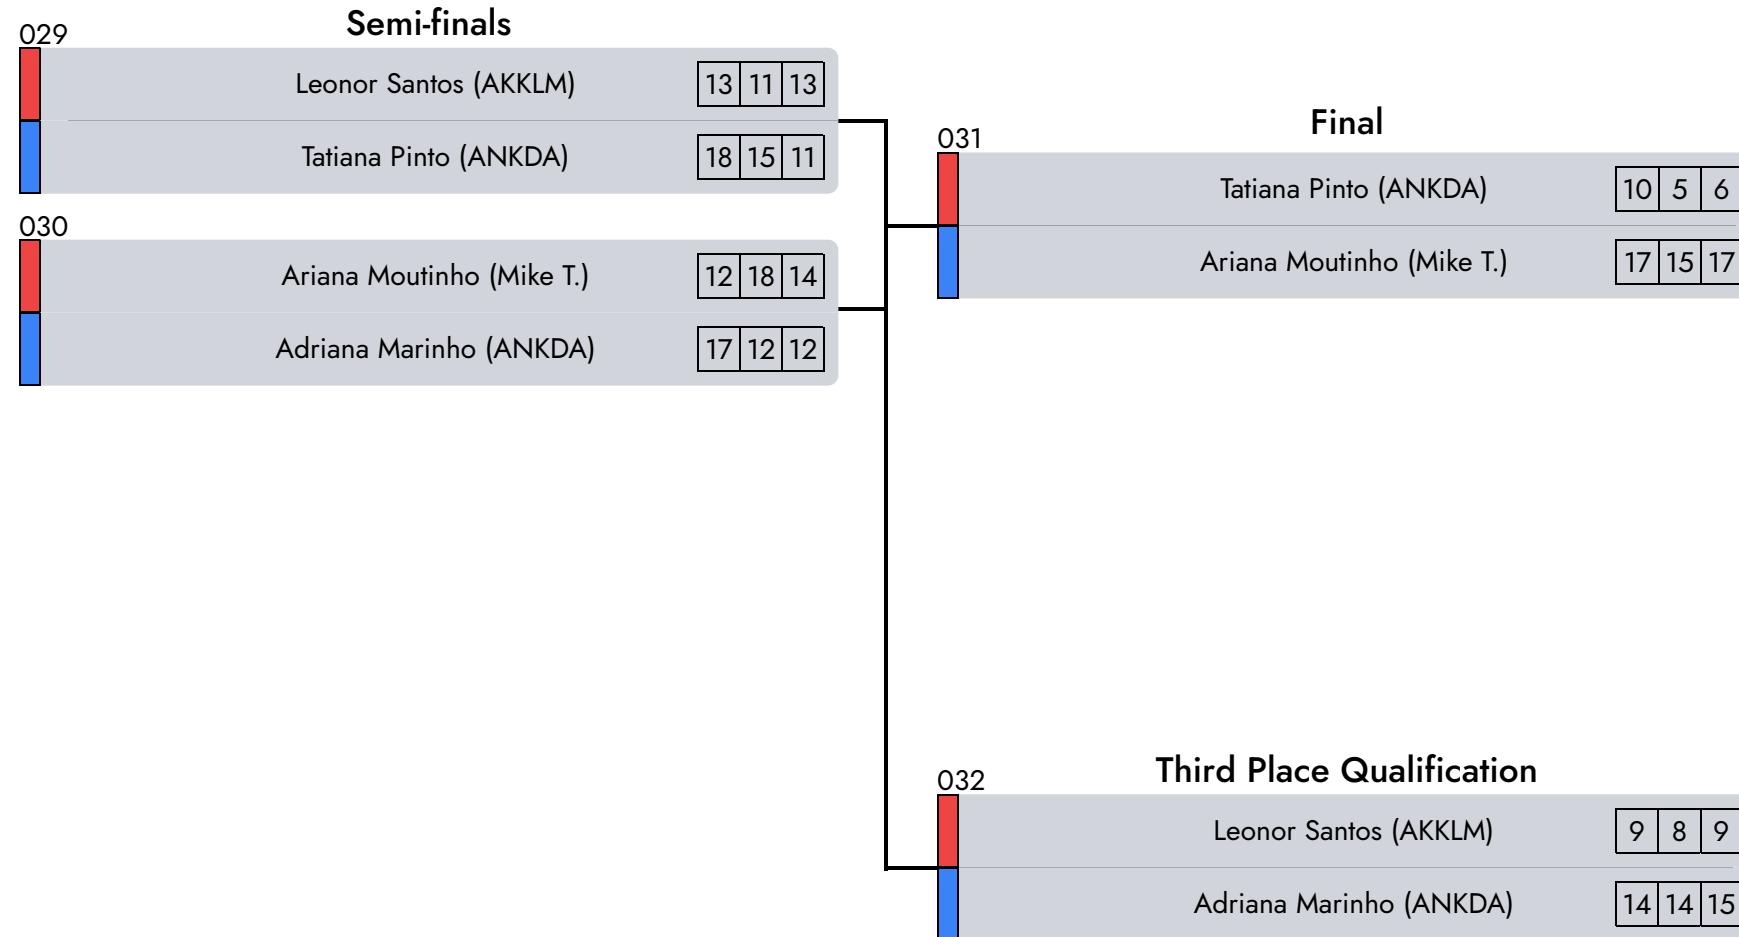 Semi-finals
029
Leonor Santos (AKKLM) 13 11 13
Tatiana Pinto (ANKDA) 18 15 11
030
Ariana Moutinho (Mike T.) 12 18 14
Adriana Marinho (ANKDA) 17 12 12
Final
031
Tatiana Pinto (ANKDA) 10 5 6
Ariana Moutinho (Mike T.) 17 15 17
Third Place Qualification
032
Leonor Santos (AKKLM) 9 8 9
Adriana Marinho (ANKDA) 14 14 15